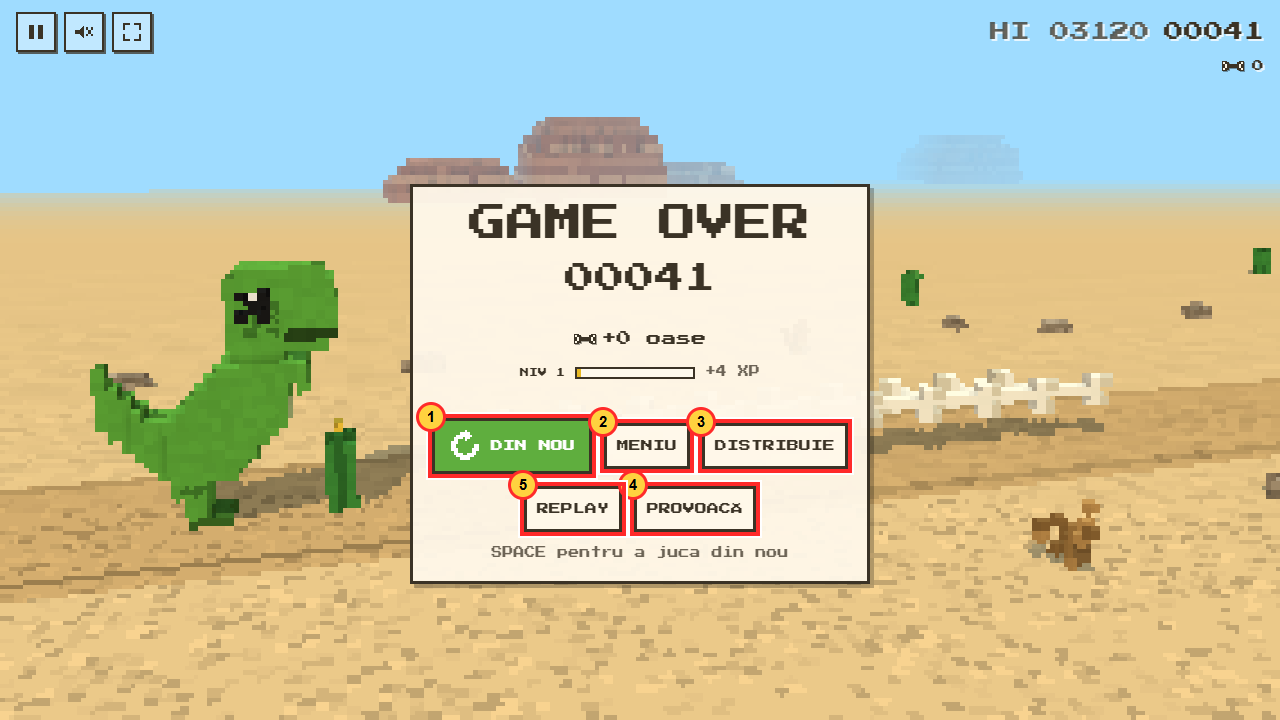 HI 03120 00041
0
GAME OVER
00041
+0 oase
NIV 1 +4 XP
1 2 3
DIN NOU MENIU DISTRIBUIE
5 4
REPLAY PROVOACĂ
SPACE pentru a juca din nou